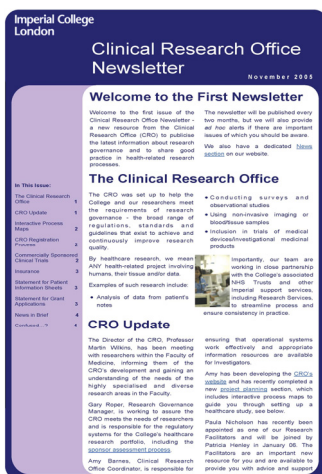 Imperial College
London
Clinical Research Office
Newsletter
November 2005
Welcome to the First Newsletter
Welcome to the first issue of the
Clinical Research Office Newsletter -
a new resource from the Clinical
Research Office (CRO) to publicise
the latest information about research
governance and to share good
practice in health-related research
processes.
The newsletter will be published every
two months, but we will also provide
ad hoc alerts if there are important
issues of which you should be aware.
We also have a dedicated News
section on our website.
In This Issue:
The Clinical Research
Office 1
CRO Update 1
Interactive Process
Maps 2
CRO Registration
2
Commercially Sponsored
Clinical Trials 2
Insurance 3
Statement for Patient
Information Sheets 3
Statement for Grant
Applications 3
News in Brief 4
Confused...?
The Clinical Research Office
The CRO was set up to help the
College and our researchers meet
the requirements of research
governance - the broad range of
regulations, standards and
guidelines that exist to achieve and
continuously improve research
quality.
By healthcare research, we mean
ANY health-related project involving
humans, their tissue and/or data.
Examples of such research include:
• Analysis of data from patient's
notes
• Conducting surveys and
observational studies
• Using non-invasive imaging or
blood/tissue samples
• Inclusion in trials of medical
devices/investigational medicinal
products
Importantly, our team are
working in close partnership
with the College's associated
NHS Trusts and other
Imperial support services,
including Research Services,
to streamline process and
ensure consistency in practice.
CRO Update
The Director of the CRO, Professor
Martin Wilkins, has been meeting
with researchers within the Faculty of
Medicine, informing them of the
CRO's development and gaining an
understanding of the needs of the
highly specialised and diverse
research areas in the Faculty.
Gary Roper, Research Governance
Manager, is working to assure the
CRO meets the needs of researchers
and is responsible for the regulatory
systems for the College's healthcare
research portfolio, including the
sponsor assessment process.
Amy Barnes, Clinical Research
Office Coordinator, is responsible for
ensuring that operational systems
work effectively and appropriate
information resources are available
for Investigators.
Amy has been developing the CRO's
website and has recently completed a
new project planning section, which
includes interactive process maps to
guide you through setting up a
healthcare study, see below.
Paula Nicholson has recently been
appointed as one of our Research
Facilitators and will be joined by
Patricia Henley in January 06. The
Facilitators are an important new
resource for you and are available to
provide you with advice and support